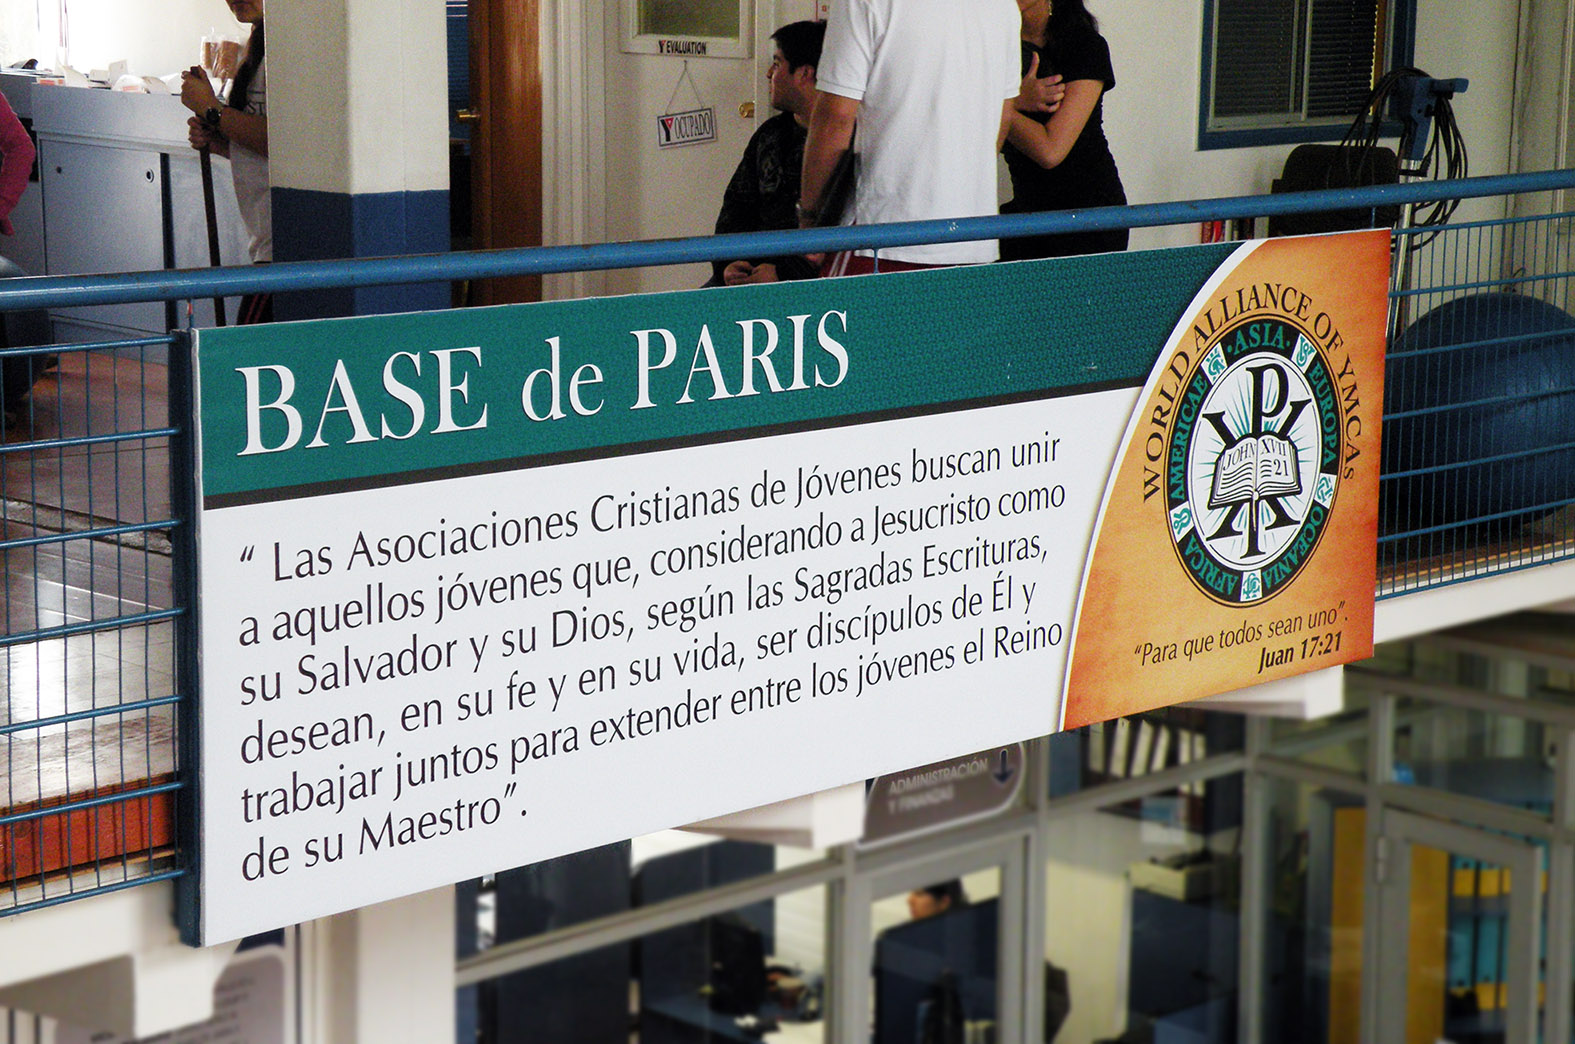 EVALUATION
OCUPADO
BASE de PARIS
“ Las Asociaciones Cristianas de Jóvenes buscan unir
a aquellos jóvenes que, considerando a Jesucristo como
su Salvador y su Dios, según las Sagradas Escrituras,
desean, en su fe y en su vida, ser discípulos de Él y
trabajar juntos para extender entre los jóvenes el Reino
de su Maestro”.
WORLD ALLIANCE OF YMCAs
AMERICAE · ASIA · EUROPA
OCEANIA AFRICA
JOHN XVII
21
“Para que todos sean uno”.
Juan 17:21
ADMINISTRACIÓN
Y FINANZAS